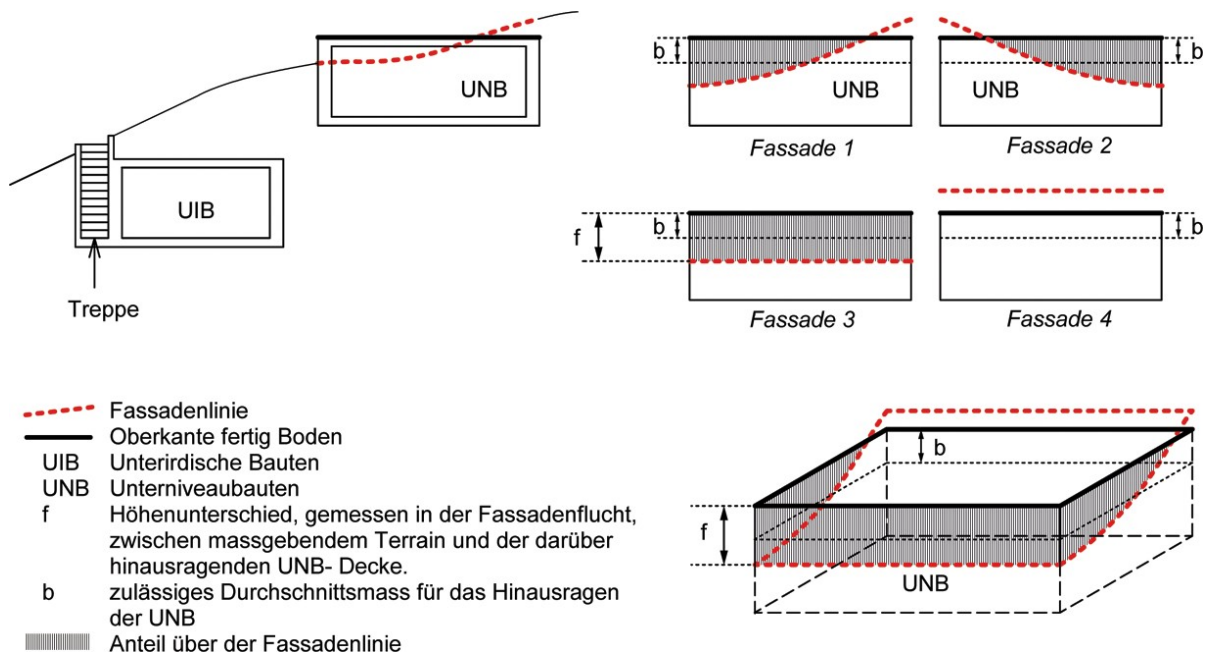 UNB
UIB
Treppe
b
UNB
Fassade 1
b
UNB
Fassade 2
f
b
Fassade 3
b
Fassade 4
Fassadenlinie
Oberkante fertig Boden
UIB Unterirdische Bauten
UNB Unterniveaubauten
f Höhenunterschied, gemessen in der Fassadenflucht,
zwischen massgebendem Terrain und der darüber
hinausragenden UNB- Decke.
b zulässiges Durchschnittsmass für das Hinausragen
der UNB
Anteil über der Fassadenlinie
b
f
UNB